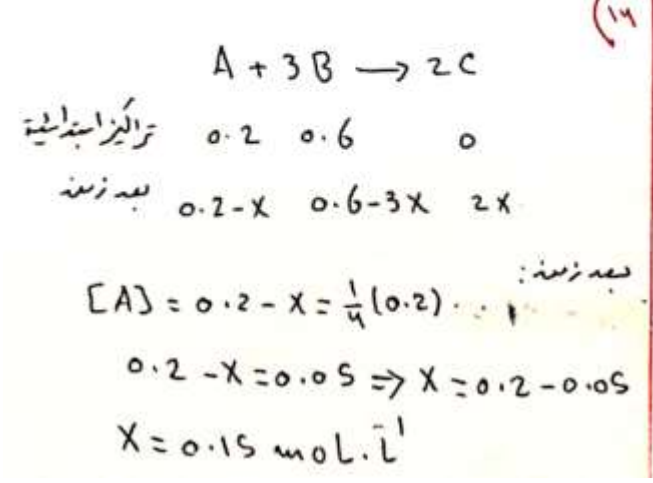 14
A + 3B → 2C
تراكيز ابتدائية 0.2 0.6 0
بعد زمن 0.2-X 0.6-3X 2X
بعد زمن:
[A] = 0.2 - X = 1/4 (0.2)
0.2 - X = 0.05 => X = 0.2 - 0.05
X = 0.15 moL.L⁻¹